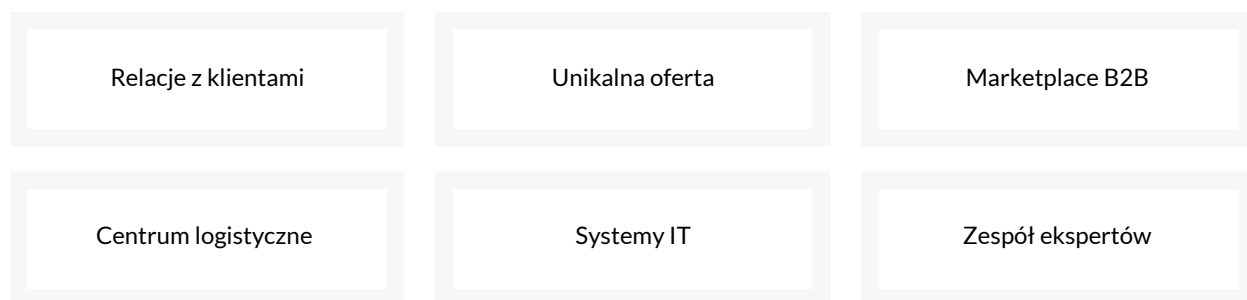 Relacje z klientami
Unikalna oferta
Marketplace B2B
Centrum logistyczne
Systemy IT
Zespół ekspertów